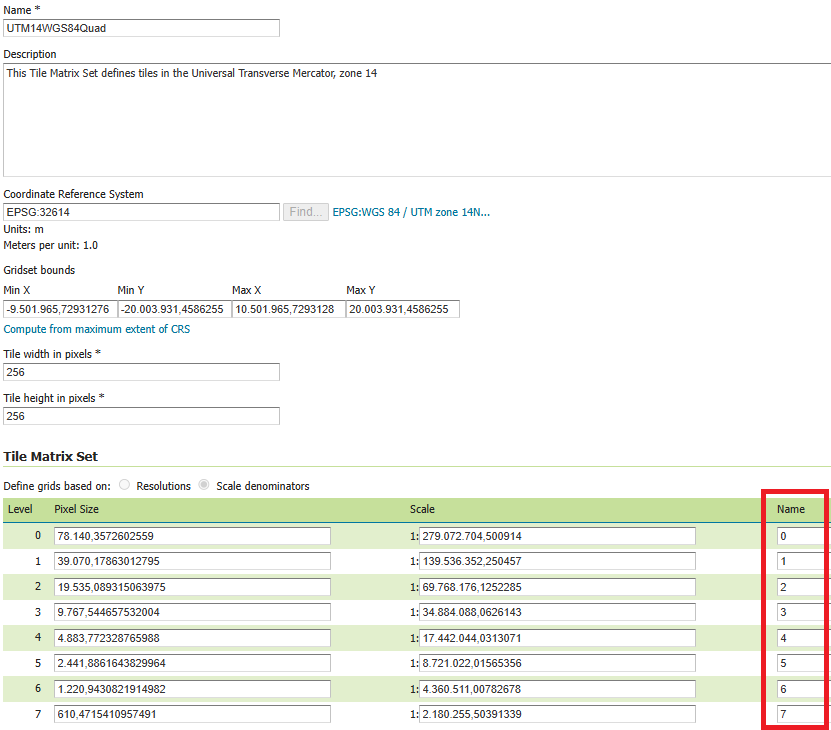 Name *
UTM14WGS84Quad
Description
This Tile Matrix Set defines tiles in the Universal Transverse Mercator, zone 14
Coordinate Reference System
EPSG:32614 Find... EPSG:WGS 84 / UTM zone 14N...
Units: m
Meters per unit: 1.0
Gridset bounds
Min X Min Y Max X Max Y
-9.501.965,72931276 -20.003.931,4586255 10.501.965,7293128 20.003.931,4586255
Compute from maximum extent of CRS
Tile width in pixels *
256
Tile height in pixels *
256
Tile Matrix Set
Define grids based on: Resolutions Scale denominators
Level Pixel Size Scale Name
0 78.140,3572602559 1: 279.072.704,500914 0
1 39.070,17863012795 1: 139.536.352,250457 1
2 19.535,089315063975 1: 69.768.176,1252285 2
3 9.767,544657532004 1: 34.884.088,0626143 3
4 4.883,772328765988 1: 17.442.044,0313071 4
5 2.441,8861643829964 1: 8.721.022,01565356 5
6 1.220,9430821914982 1: 4.360.511,00782678 6
7 610,4715410957491 1: 2.180.255,50391339 7